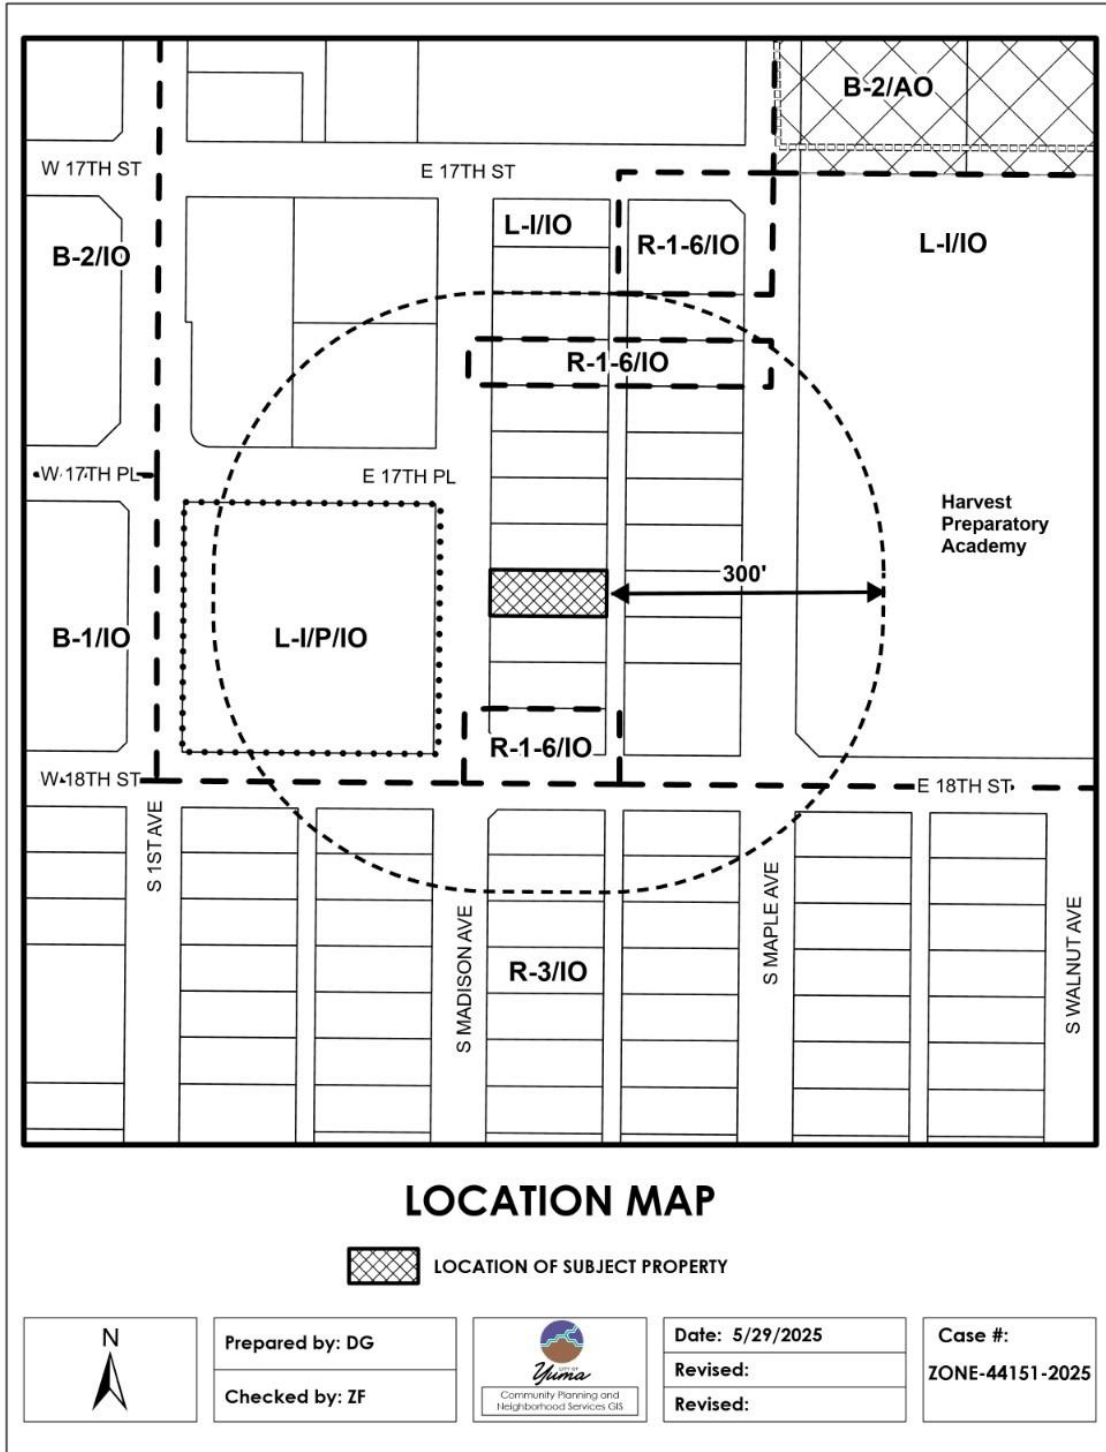 B-2/AO
W 17TH ST
E 17TH ST
L-I/IO
R-1-6/IO
L-I/IO
B-2/IO
R-1-6/IO
W 17TH PL
E 17TH PL
Harvest
Preparatory
Academy
300'
B-1/IO
L-I/P/IO
R-1-6/IO
W 18TH ST
E 18TH ST
S 1ST AVE
S MADISON AVE
S MAPLE AVE
S WALNUT AVE
R-3/IO
LOCATION MAP
LOCATION OF SUBJECT PROPERTY
N
Prepared by: DG
Checked by: ZF
CITY OF
Yuma
Community Planning and
Neighborhood Services GIS
Date: 5/29/2025
Revised:
Revised:
Case #:
ZONE-44151-2025